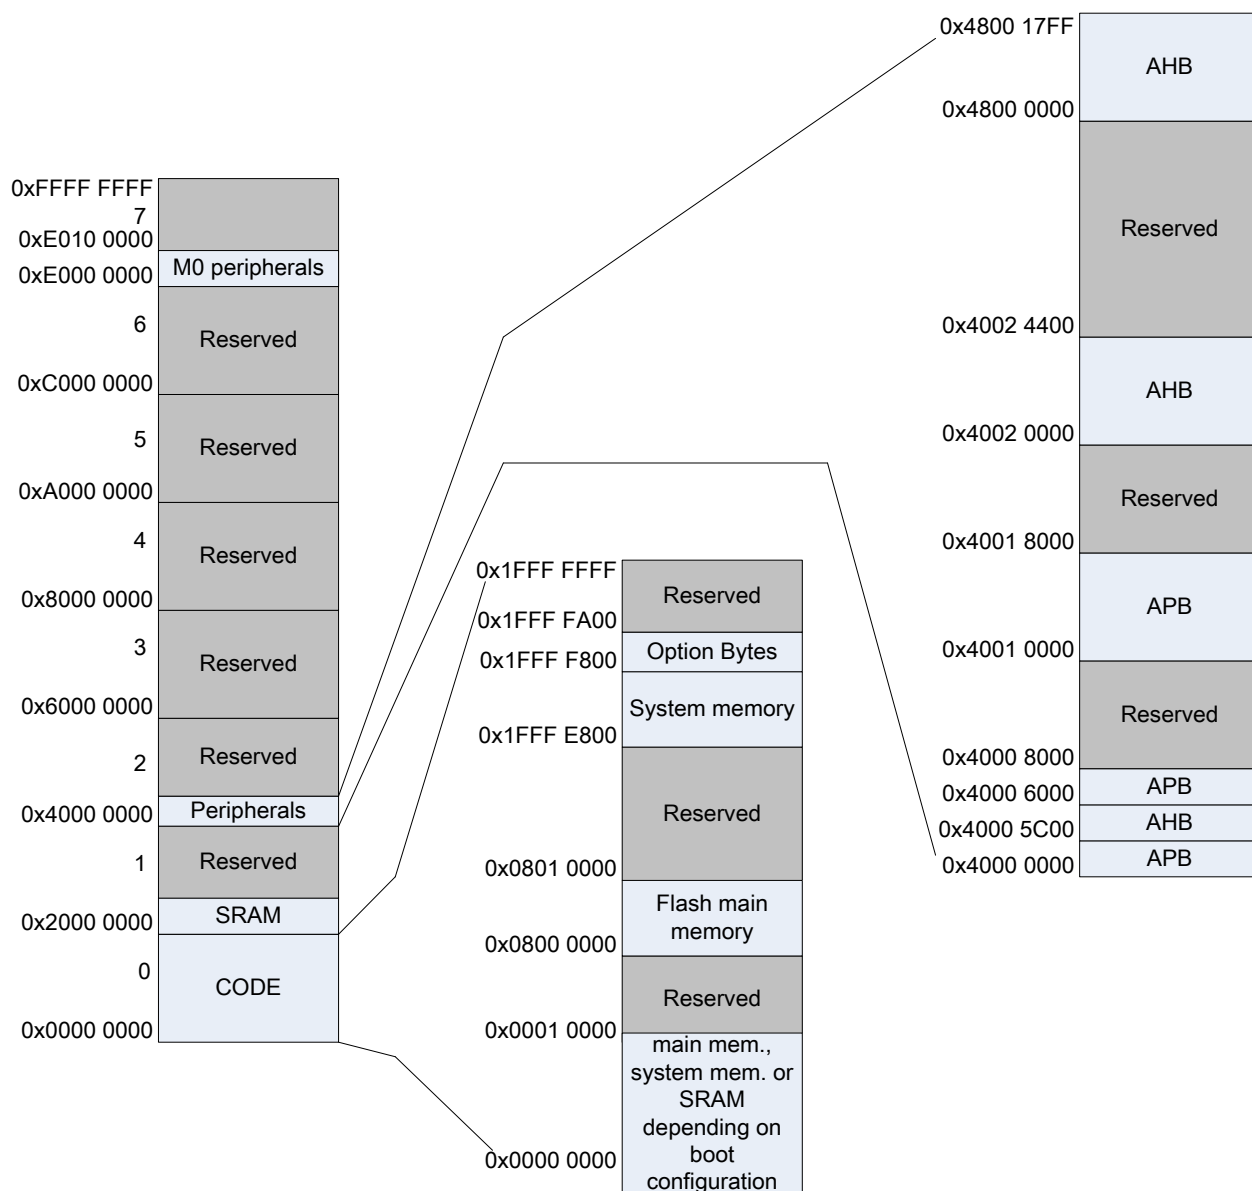 0xFFFF FFFF
7
0xE010 0000
M0 peripherals
0xE000 0000
6
Reserved
0xC000 0000
5
Reserved
0xA000 0000
4
Reserved
0x8000 0000
3
Reserved
0x6000 0000
2
Reserved
Peripherals
0x4000 0000
1
Reserved
SRAM
0x2000 0000
0
CODE
0x0000 0000
0x1FFF FFFF
Reserved
0x1FFF FA00
Option Bytes
0x1FFF F800
System memory
0x1FFF E800
Reserved
0x0801 0000
Flash main
memory
0x0800 0000
Reserved
0x0001 0000
main mem.,
system mem. or
SRAM
depending on
boot
configuration
0x0000 0000
0x4800 17FF
AHB
0x4800 0000
Reserved
0x4002 4400
AHB
0x4002 0000
Reserved
0x4001 8000
APB
0x4001 0000
Reserved
0x4000 8000
APB
0x4000 6000
AHB
0x4000 5C00
APB
0x4000 0000